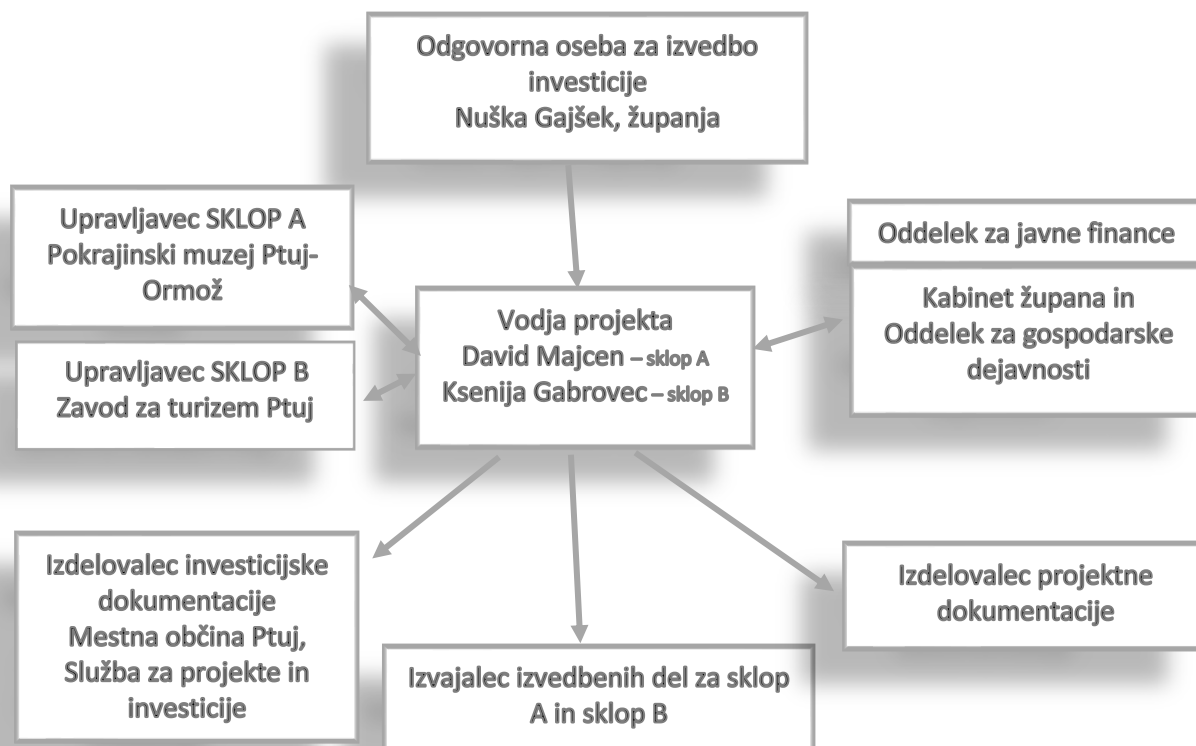 Odgovorna oseba za izvedbo
investicije
Nuška Gajšek, županja
Upravljavec SKLOP A
Pokrajinski muzej Ptuj-
Ormož
Upravljavec SKLOP B
Zavod za turizem Ptuj
Vodja projekta
David Majcen – sklop A
Ksenija Gabrovec – sklop B
Oddelek za javne finance
Kabinet župana in
Oddelek za gospodarske
dejavnosti
Izdelovalec investicijske
dokumentacije
Mestna občina Ptuj,
Služba za projekte in
investicije
Izvajalec izvedbenih del za sklop
A in sklop B
Izdelovalec projektne
dokumentacije